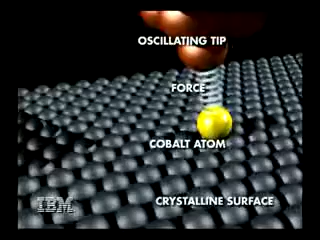 OSCILLATING TIP
FORCE
COBALT ATOM
CRYSTALLINE SURFACE
IBM